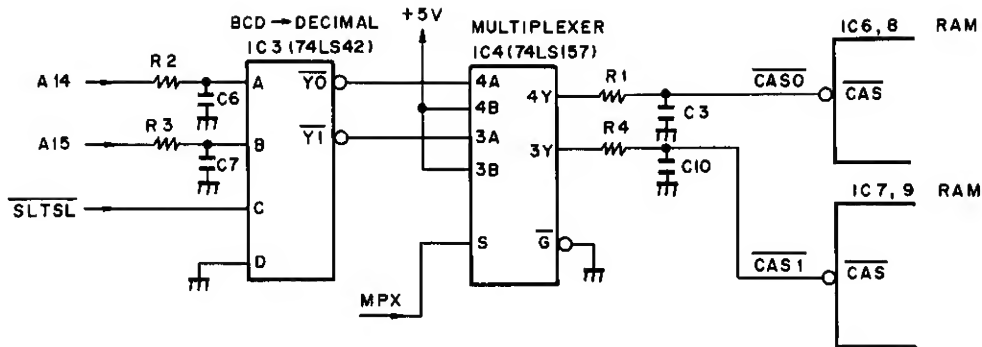 BCD → DECIMAL
IC3 (74LS42)
+5V
MULTIPLEXER
IC4(74LS157)
IC6, 8 RAM
A14
R2
A
Y0
4A
4Y
R1
CAS0
CAS
C6
4B
C3
A15
R3
B
Y1
3A
3Y
R4
C7
3B
C10
IC7, 9 RAM
SLTSL
C
D
S
G
CAS1
CAS
MPX